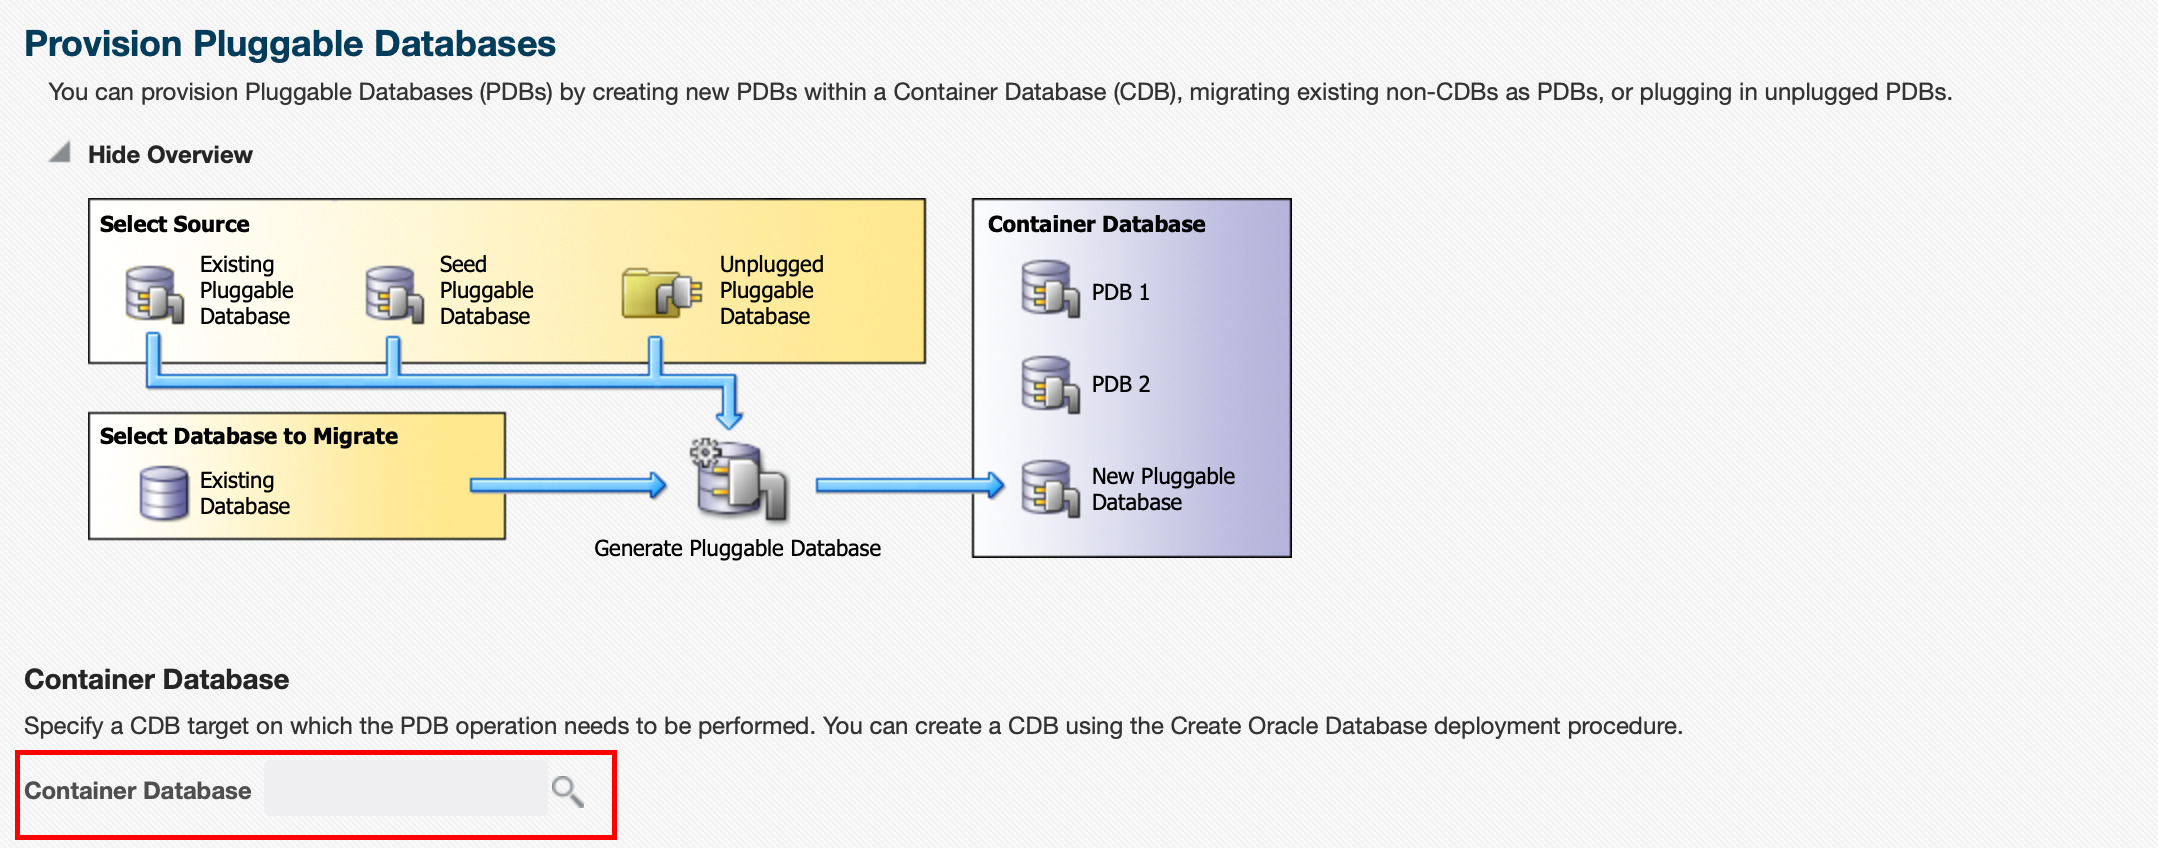 Provision Pluggable Databases
You can provision Pluggable Databases (PDBs) by creating new PDBs within a Container Database (CDB), migrating existing non-CDBs as PDBs, or plugging in unplugged PDBs.
Hide Overview
Select Source
Existing
Pluggable
Database
Seed
Pluggable
Database
Unplugged
Pluggable
Database
Container Database
PDB 1
PDB 2
New Pluggable
Database
Select Database to Migrate
Existing
Database
Generate Pluggable Database
Container Database
Specify a CDB target on which the PDB operation needs to be performed. You can create a CDB using the Create Oracle Database deployment procedure.
Container Database